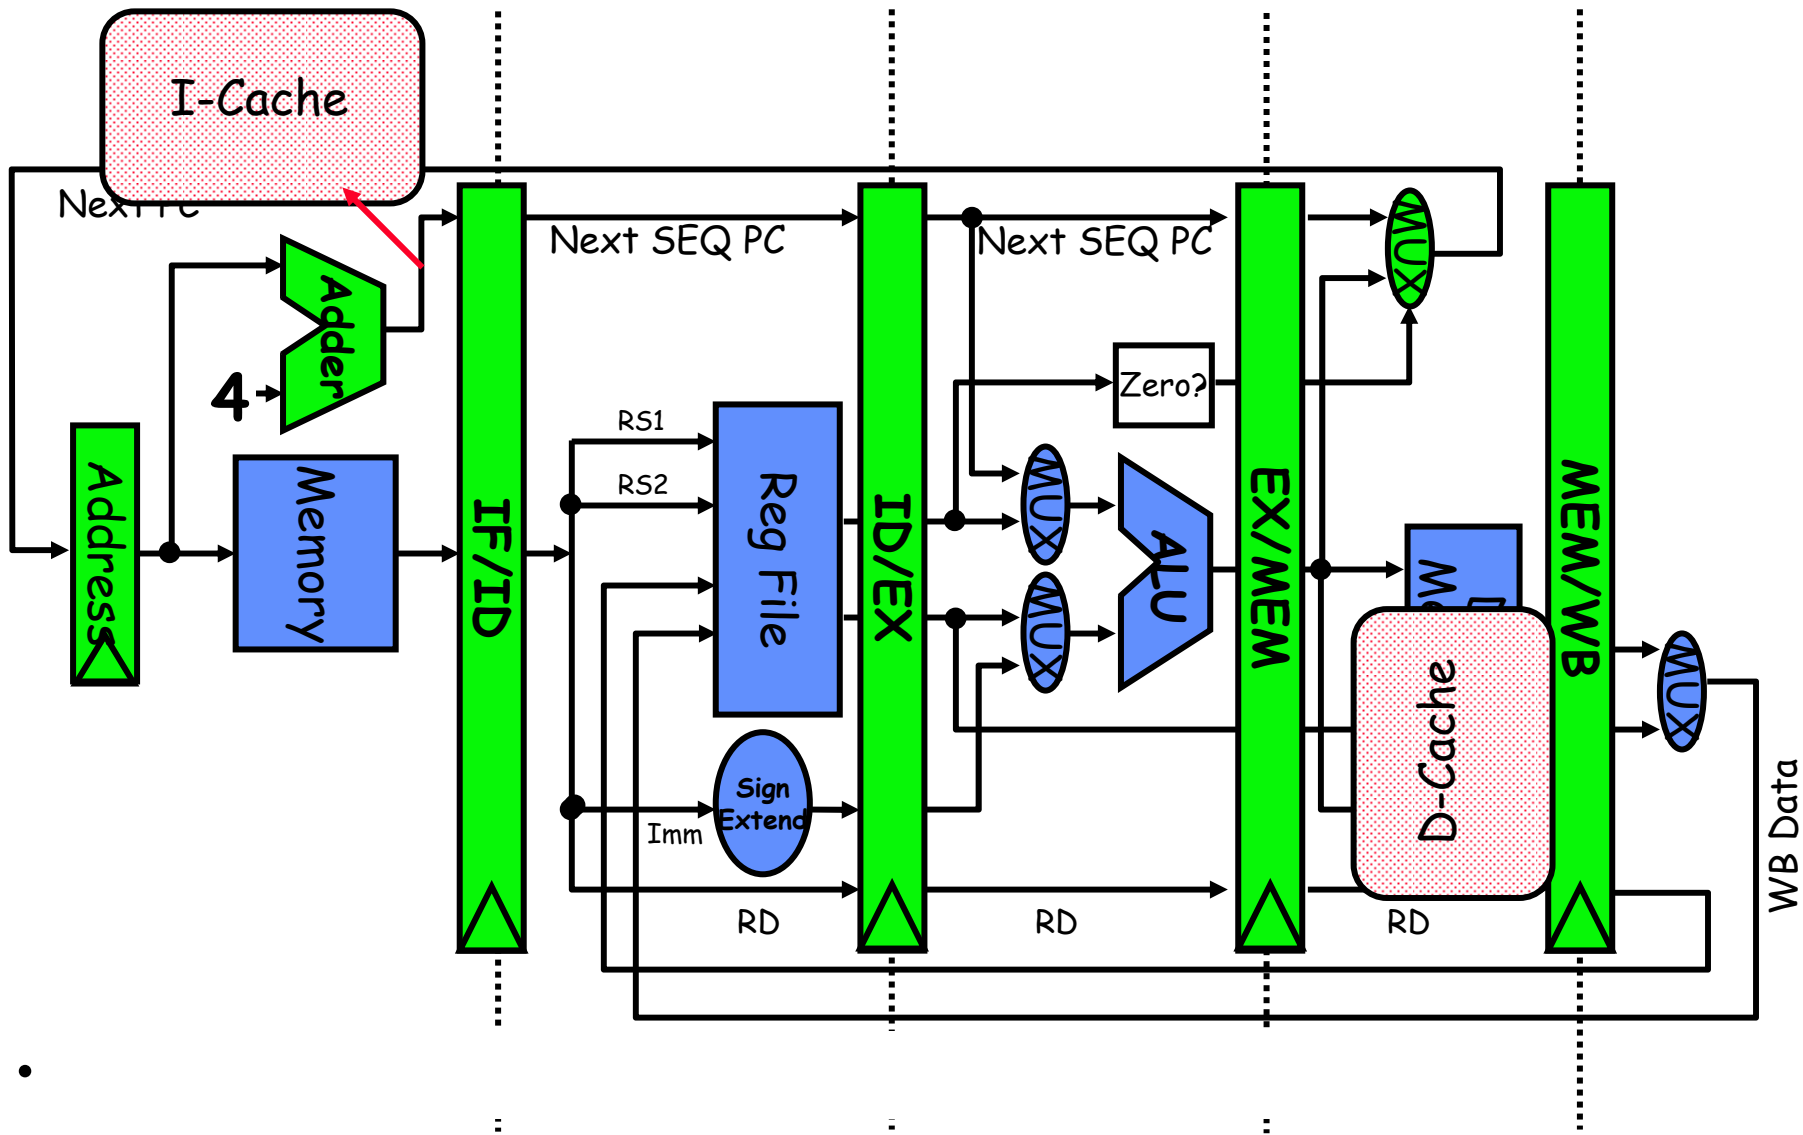 I-Cache
Next PC
Next SEQ PC
Next SEQ PC
MUX
Adder
4
Zero?
RS1
RS2
Address
Memory
IF/ID
Reg File
ID/EX
MUX
MUX
ALU
EX/MEM
MEM/WB
MUX
D-Cache
Sign
Extend
Imm
RD
RD
RD
WB Data
•